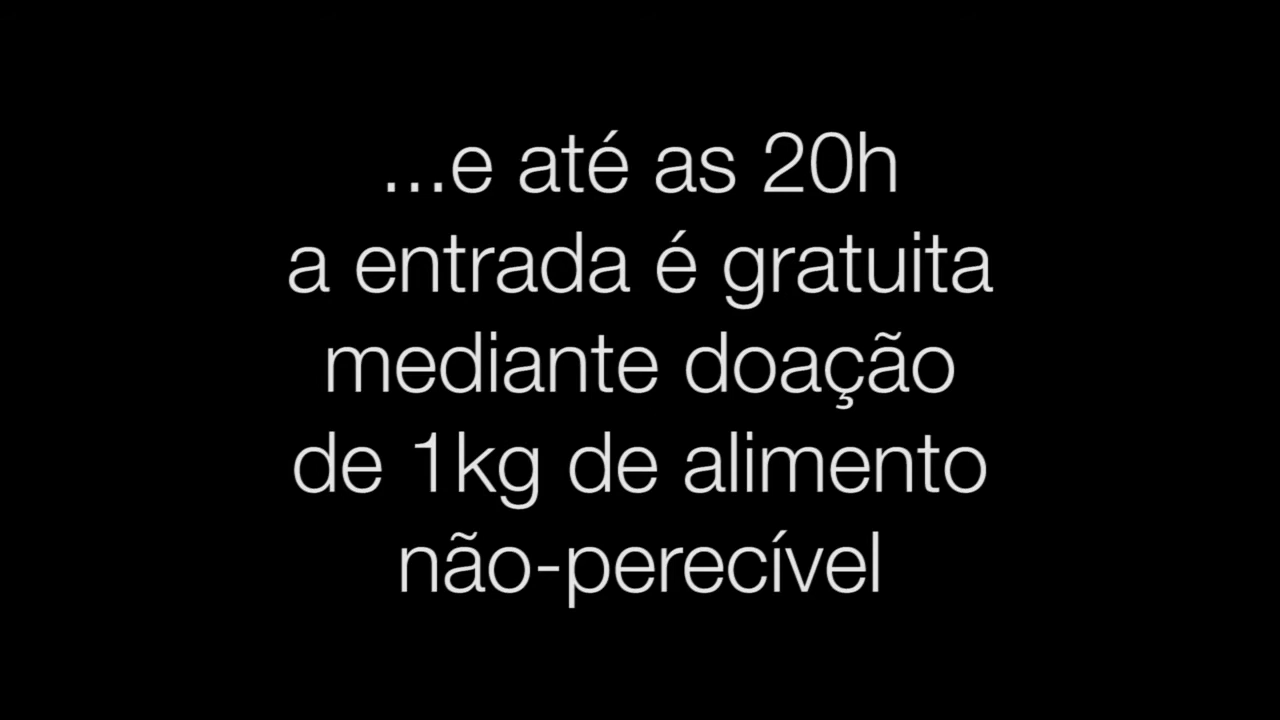 ...e até as 20h
a entrada é gratuita
mediante doação
de 1kg de alimento
não-perecível